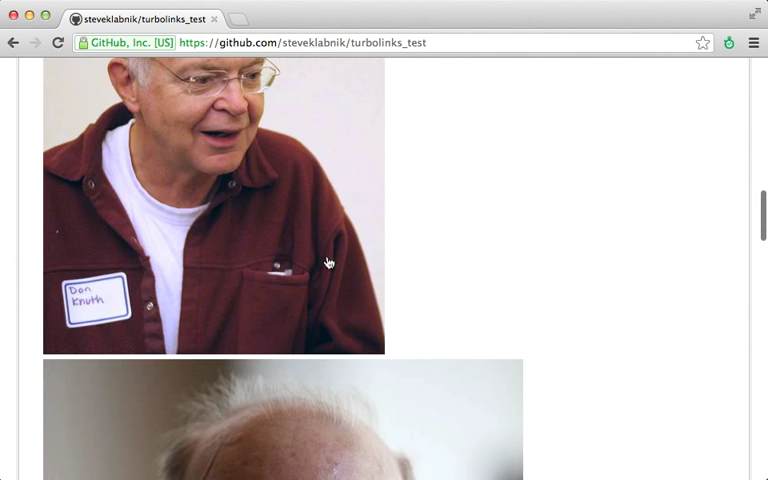 steveklabnik/turbolinks_test
GitHub, Inc. [US] https://github.com/steveklabnik/turbolinks_test
Don
Knuth